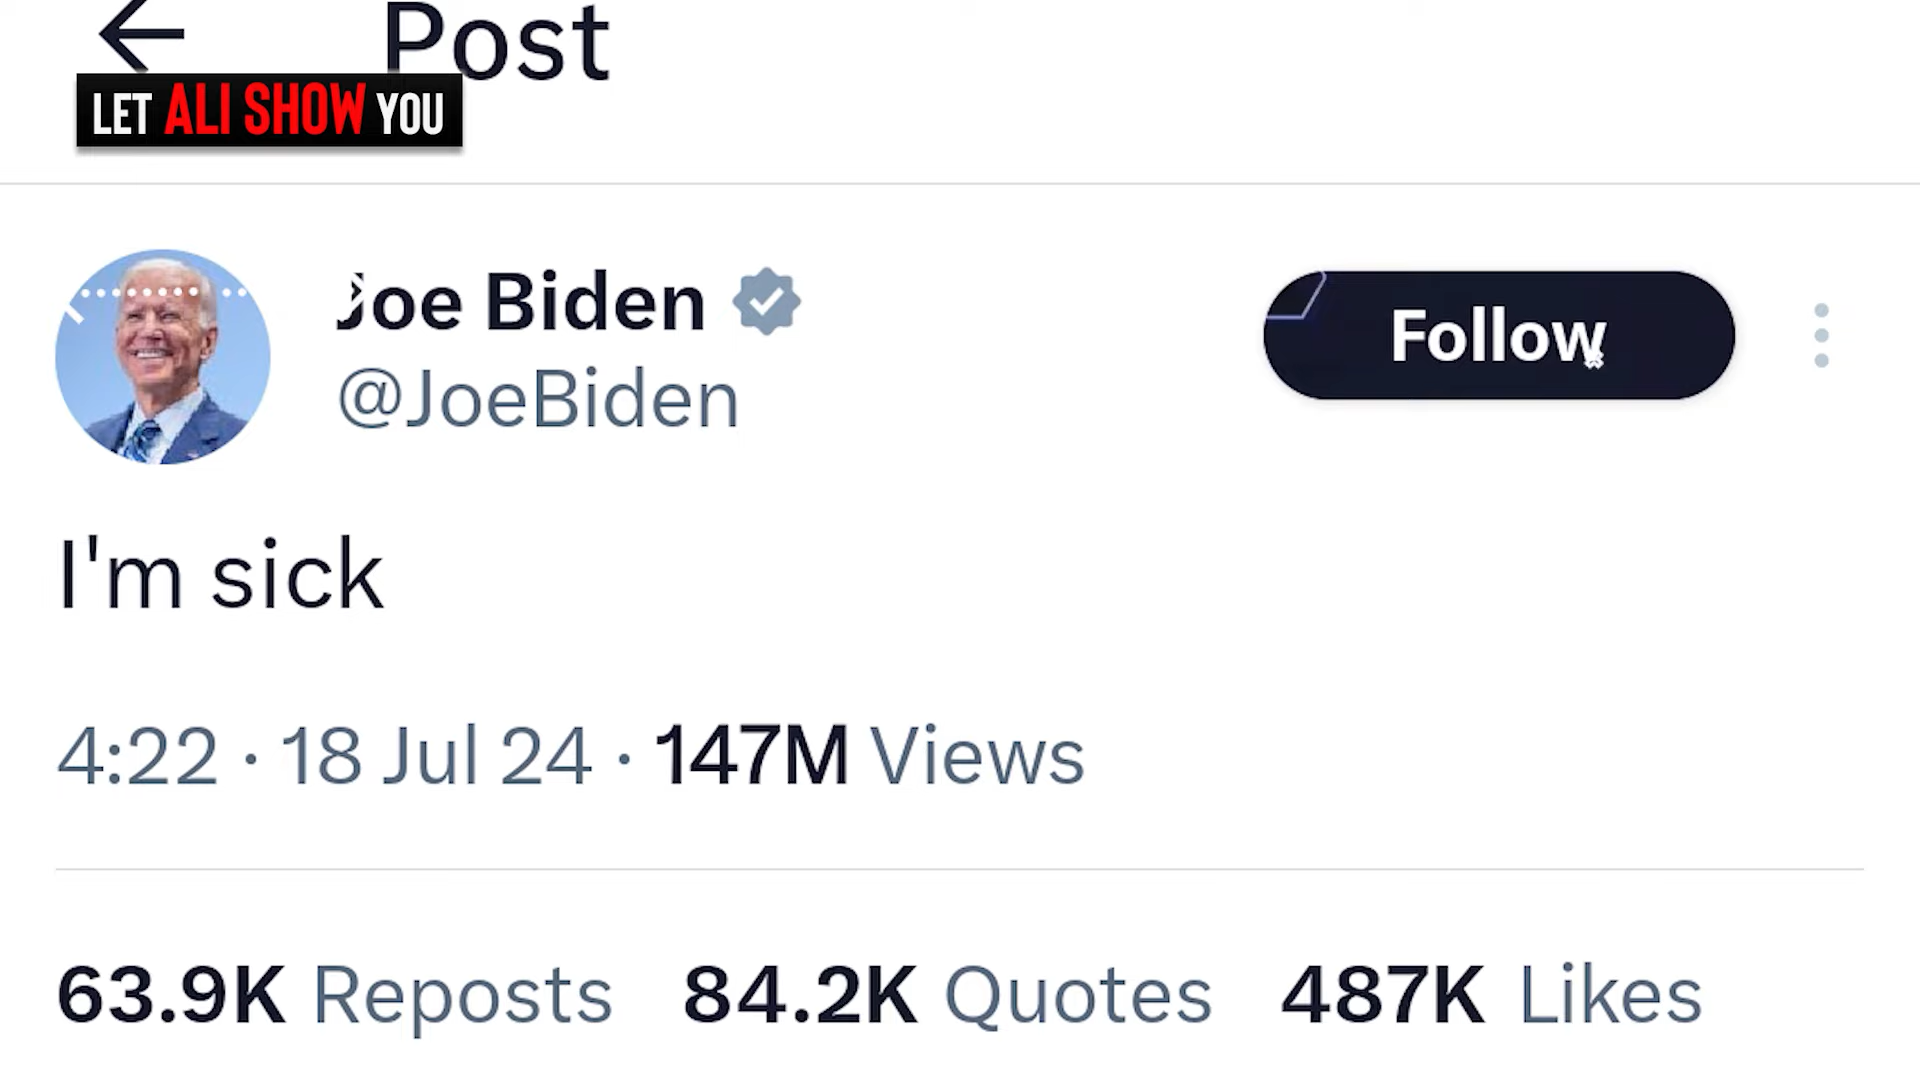 Post
LET ALI SHOW YOU
Joe Biden
@JoeBiden
Follow
I'm sick
4:22 · 18 Jul 24 · 147M Views
63.9K Reposts 84.2K Quotes 487K Likes